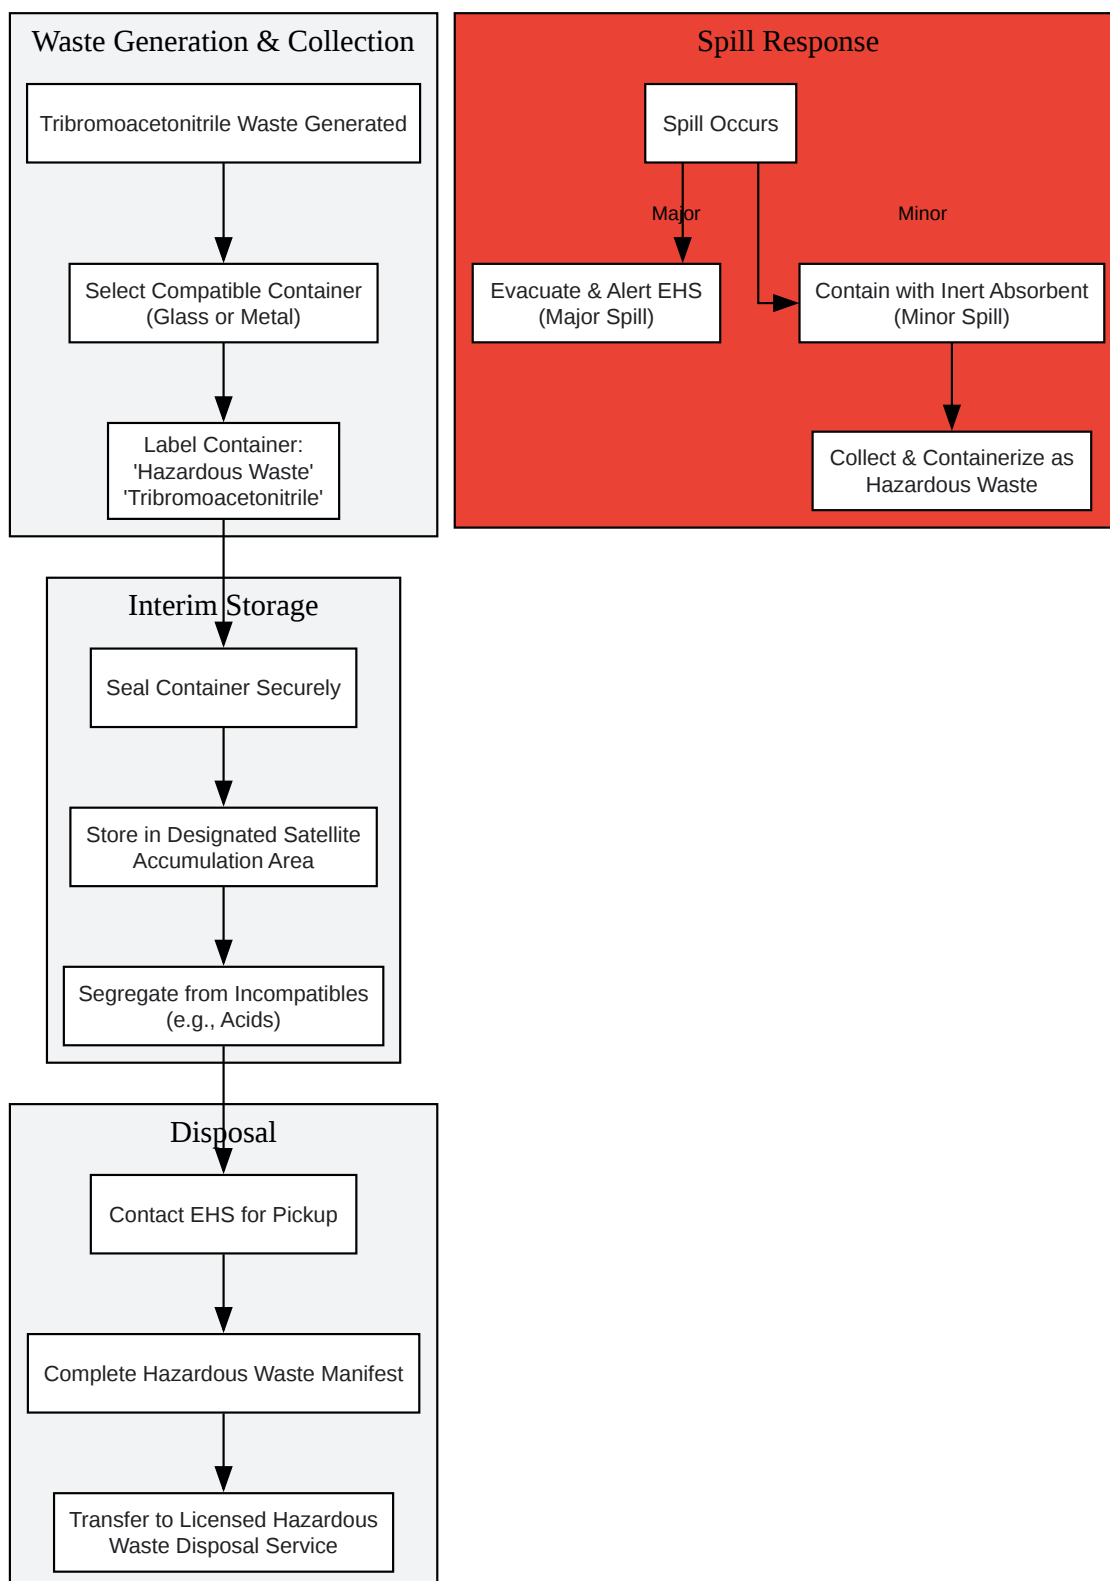 Waste Generation & Collection
Tribromoacetonitrile Waste Generated
Select Compatible Container
(Glass or Metal)
Label Container:
'Hazardous Waste'
'Tribromoacetonitrile'
Spill Response
Spill Occurs
Major
Minor
Evacuate & Alert EHS
(Major Spill)
Contain with Inert Absorbent
(Minor Spill)
Collect & Containerize as
Hazardous Waste
Interim Storage
Seal Container Securely
Store in Designated Satellite
Accumulation Area
Segregate from Incompatibles
(e.g., Acids)
Disposal
Contact EHS for Pickup
Complete Hazardous Waste Manifest
Transfer to Licensed Hazardous
Waste Disposal Service